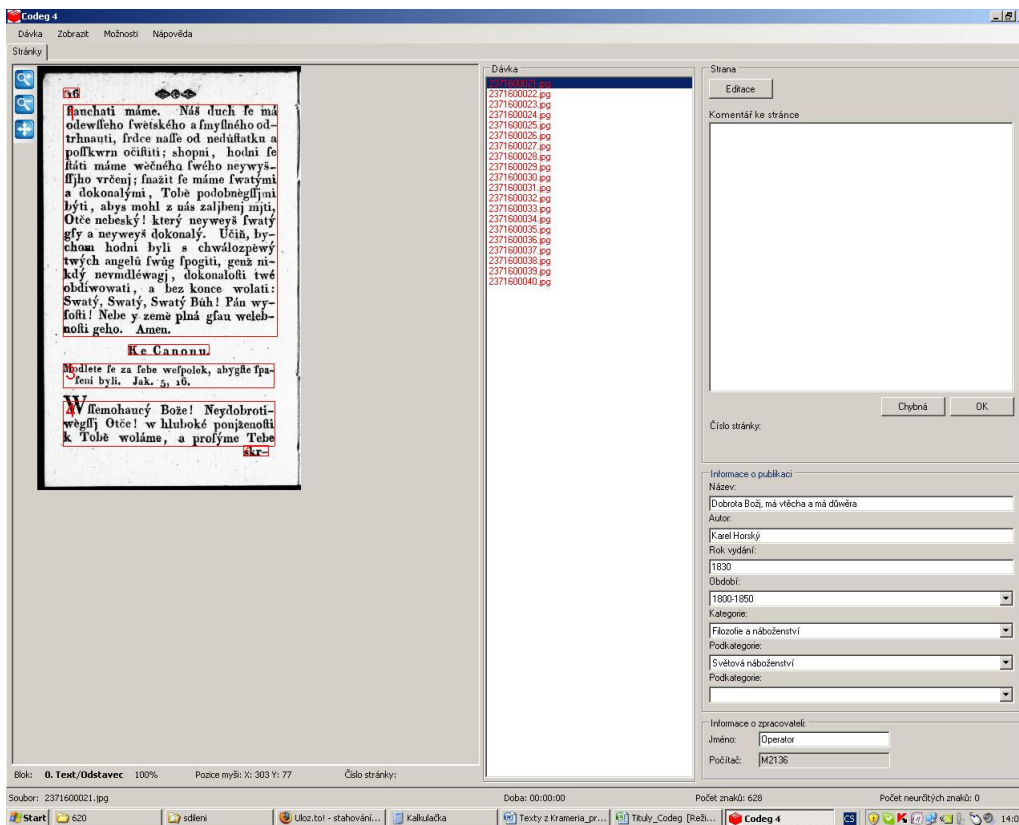 Codeg 4
Dávka Zobrazit Možnosti Nápověda
Stránky
16
ſlauchati máme. Náš duch ſe má
odewſſeho ſwětského a ſmyſlného od-
trhnauti, ſrdce naſſe od nedůſtatku a
poſſkwrn očiſtiti; shopni, hodni ſe
ſtáti máme wěčného ſwého neywyš-
ſſjho vrčenj; ſnažit ſe máme ſwatými
a dokonalými, Tobě podobněgſſjmi
býti, abys mohl z nás zaljbenj mjti,
Otče nebeský! který neyweyš ſwatý
gſy a neyweyš dokonalý. Učiň, by-
chom hodni byli s chwálozpěwý
twých angelů ſwůg ſpogiti, genž ni-
kdý nevmdléwagj, dokonaloſti twé
obdiwowati, a bez konce wolati:
Swatý, Swatý, Swatý Bůh! Pán wy-
ſoſti! Nebe y země plná gſau weleb-
noſti geho. Amen.
Ke Canonu.
Modlete ſe za ſebe weſpolek, abygſte ſpa-
ſeni byli. Jak. 5, 16.
Wſſemohaucý Bože! Neydobroti-
wěgſſj Otče! w hluboké ponjženoſti
k Tobě woláme, a proſýme Tebe
skr-
Blok: 0. Text/Odstavec 100% Pozice myši: X: 303 Y: 77 Číslo stránky:
Dávka
2371600021.jpg
2371600022.jpg
2371600023.jpg
2371600024.jpg
2371600025.jpg
2371600026.jpg
2371600027.jpg
2371600028.jpg
2371600029.jpg
2371600030.jpg
2371600031.jpg
2371600032.jpg
2371600033.jpg
2371600034.jpg
2371600035.jpg
2371600036.jpg
2371600037.jpg
2371600038.jpg
2371600039.jpg
2371600040.jpg
Strana
Editace
Komentář ke stránce
Chybná OK
Číslo stránky:
Informace o publikaci
Název:
Dobrota Božj, má vtěcha a má důwěra
Autor:
Karel Horský
Rok vydání:
1830
Období:
1800-1850
Kategorie:
Filozofie a náboženství
Podkategorie:
Světová náboženství
Podkategorie:
Informace o zpracovateli:
Jméno: Operator
Počítač: M2136
Soubor: 2371600021.jpg Doba: 00:00:00 Počet znaků: 628 Počet neurčitých znaků: 0
Start 620 sdileni Uloz.to! - stahování... Kalkulačka Texty z Krameria_pr... Tituly_Codeg [Reži... Codeg 4 CS 14:0